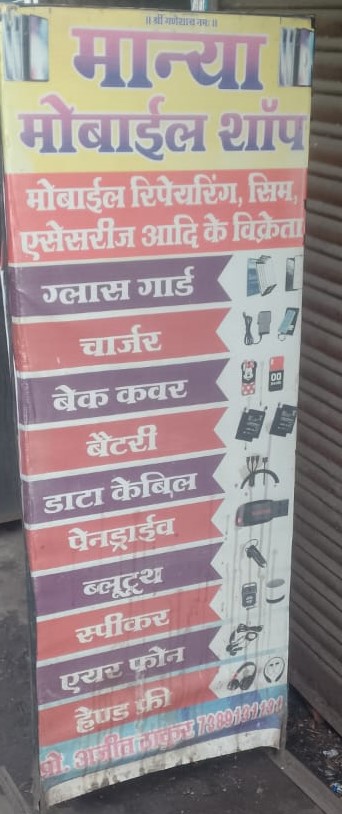 ॥ श्री गणेशाय नमः ॥
मान्या
मोबाईल शॉप
मोबाईल रिपेयरिंग, सिम,
एसेसरीज आदि के विक्रेता
ग्लास गार्ड
चार्जर
बेक कवर
बैटरी
डाटा केबिल
पेनड्राईव
ब्लूटूथ
स्पीकर
एयर फोन
हेण्ड फ्री
प्रो. अजीत ठाकुर